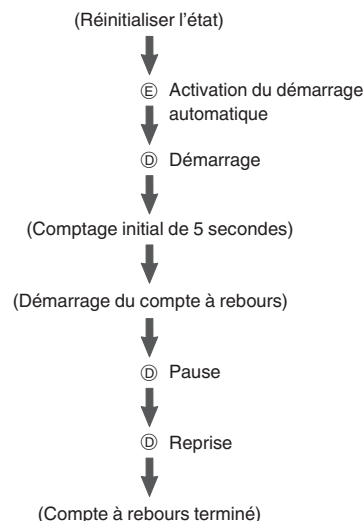 (Réinitialiser l’état)
Ⓔ Activation du démarrage
automatique
Ⓓ Démarrage
(Comptage initial de 5 secondes)
(Démarrage du compte à rebours)
Ⓓ Pause
Ⓓ Reprise
(Compte à rebours terminé)